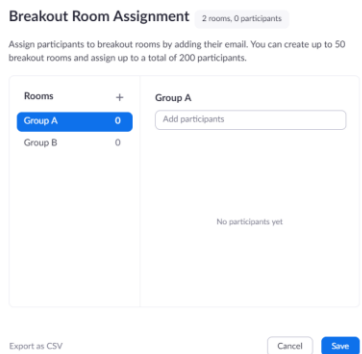 Breakout Room Assignment 2 rooms, 0 participants
Assign participants to breakout rooms by adding their email. You can create up to 50
breakout rooms and assign up to a total of 200 participants.
Rooms +
Group A 0
Group B 0
Group A
Add participants
No participants yet
Export as CSV
Cancel Save